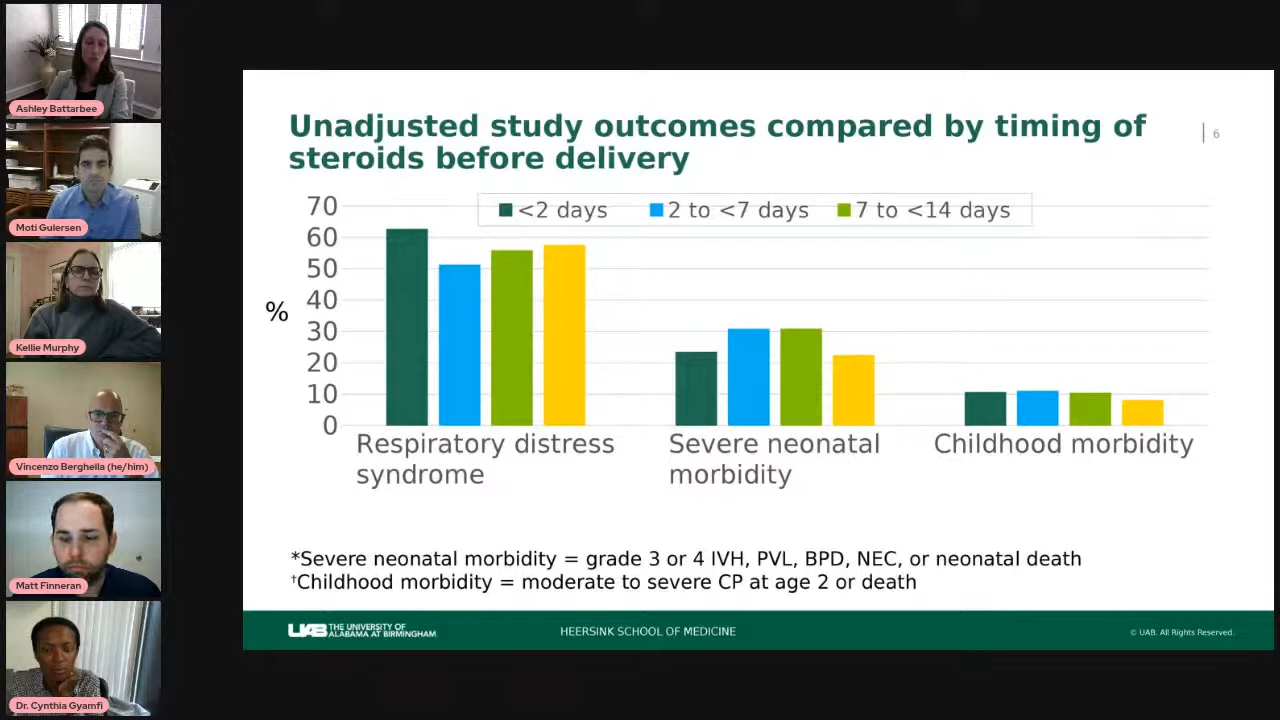 Ashley Battarbee
Moti Gulersen
Kellie Murphy
Vincenzo Berghella (he/him)
Matt Finneran
Dr. Cynthia Gyamfi
Unadjusted study outcomes compared by timing of
steroids before delivery
6
<2 days
2 to <7 days
7 to <14 days
%
70
60
50
40
30
20
10
0
Respiratory distress
syndrome
Severe neonatal
morbidity
Childhood morbidity
*Severe neonatal morbidity = grade 3 or 4 IVH, PVL, BPD, NEC, or neonatal death
†Childhood morbidity = moderate to severe CP at age 2 or death
UAB THE UNIVERSITY OF
ALABAMA AT BIRMINGHAM
HEERSINK SCHOOL OF MEDICINE
© UAB. All Rights Reserved.